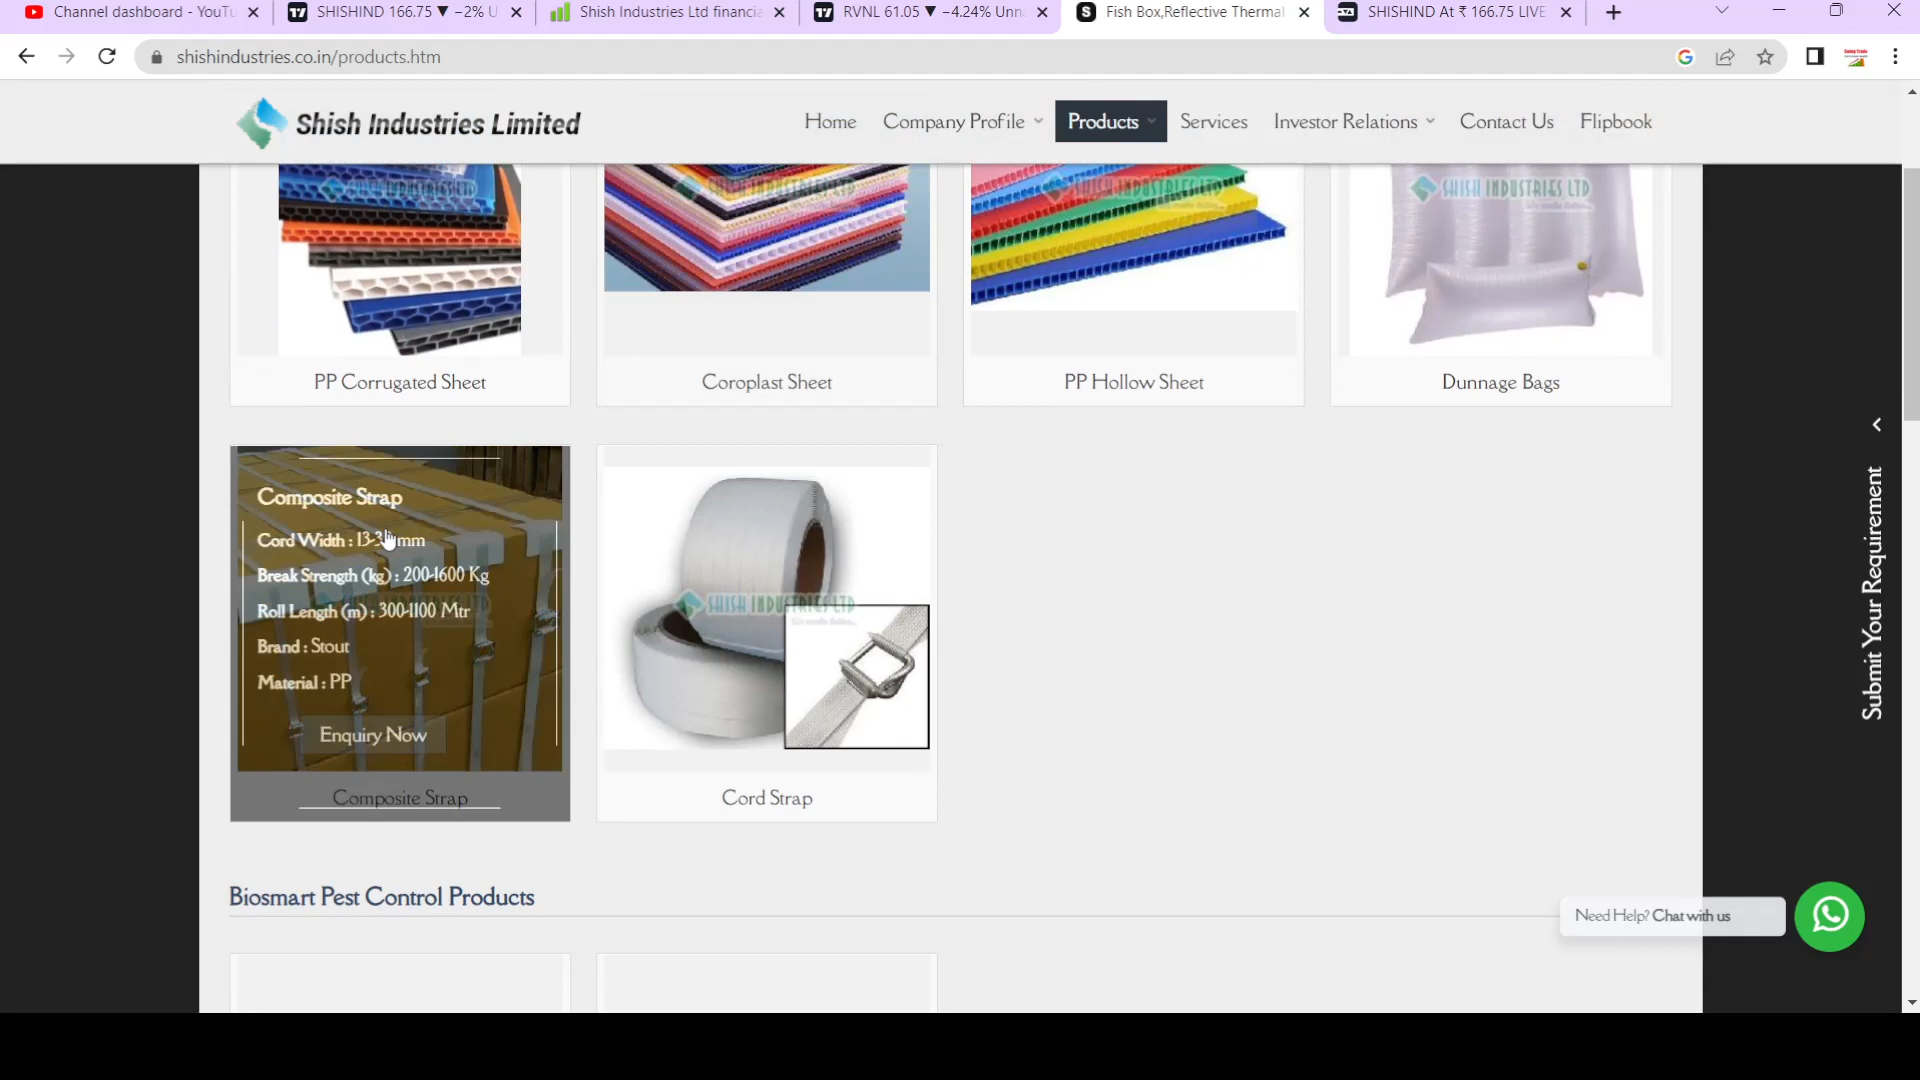 Channel dashboard - YouTu
SHISHIND 166.75 ▼ −2% U
Shish Industries Ltd financia
RVNL 61.05 ▼ −4.24% Unna
Fish Box,Reflective Thermal
SHISHIND At ₹ 166.75 LIVE
shishindustries.co.in/products.htm
Shish Industries Limited
Home
Company Profile
Products
Services
Investor Relations
Contact Us
Flipbook
SHISH INDUSTRIES LTD
SHISH INDUSTRIES LTD
SHISH INDUSTRIES LTD
SHISH INDUSTRIES LTD
PP Corrugated Sheet
Coroplast Sheet
PP Hollow Sheet
Dunnage Bags
Composite Strap
Cord Width : 13-3 mm
Break Strength (kg) : 200-1600 Kg
Roll Length (m) : 300-1100 Mtr
Brand : Stout
Material : PP
Enquiry Now
Composite Strap
SHISH INDUSTRIES LTD
Cord Strap
Submit Your Requirement
Biosmart Pest Control Products
Need Help? Chat with us